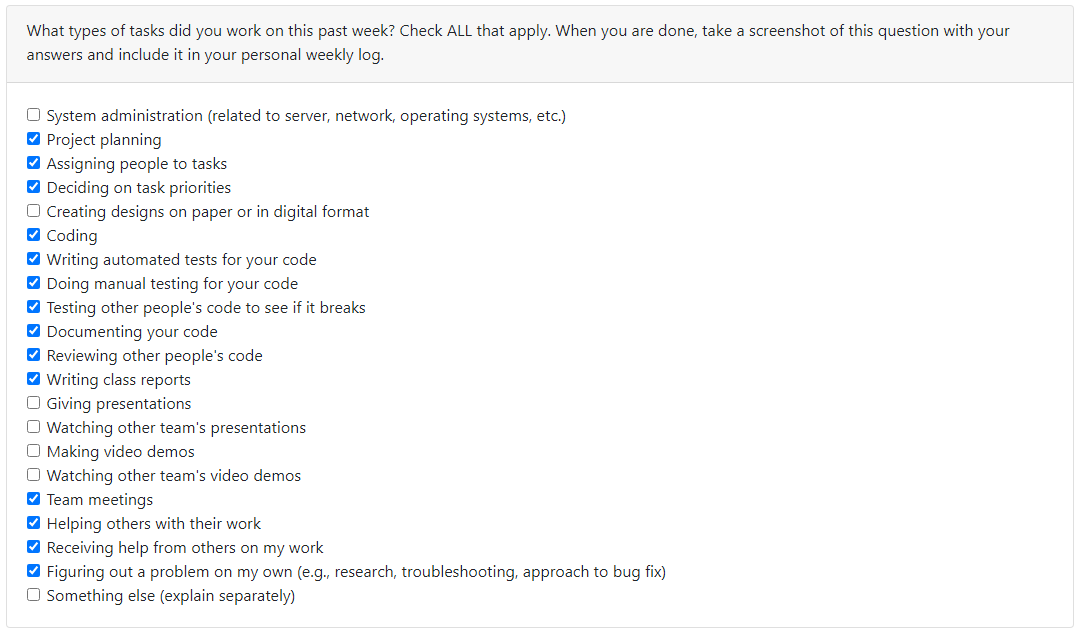 What types of tasks did you work on this past week? Check ALL that apply. When you are done, take a screenshot of this question with your
answers and include it in your personal weekly log.
System administration (related to server, network, operating systems, etc.)
Project planning
Assigning people to tasks
Deciding on task priorities
Creating designs on paper or in digital format
Coding
Writing automated tests for your code
Doing manual testing for your code
Testing other people's code to see if it breaks
Documenting your code
Reviewing other people's code
Writing class reports
Giving presentations
Watching other team's presentations
Making video demos
Watching other team's video demos
Team meetings
Helping others with their work
Receiving help from others on my work
Figuring out a problem on my own (e.g., research, troubleshooting, approach to bug fix)
Something else (explain separately)